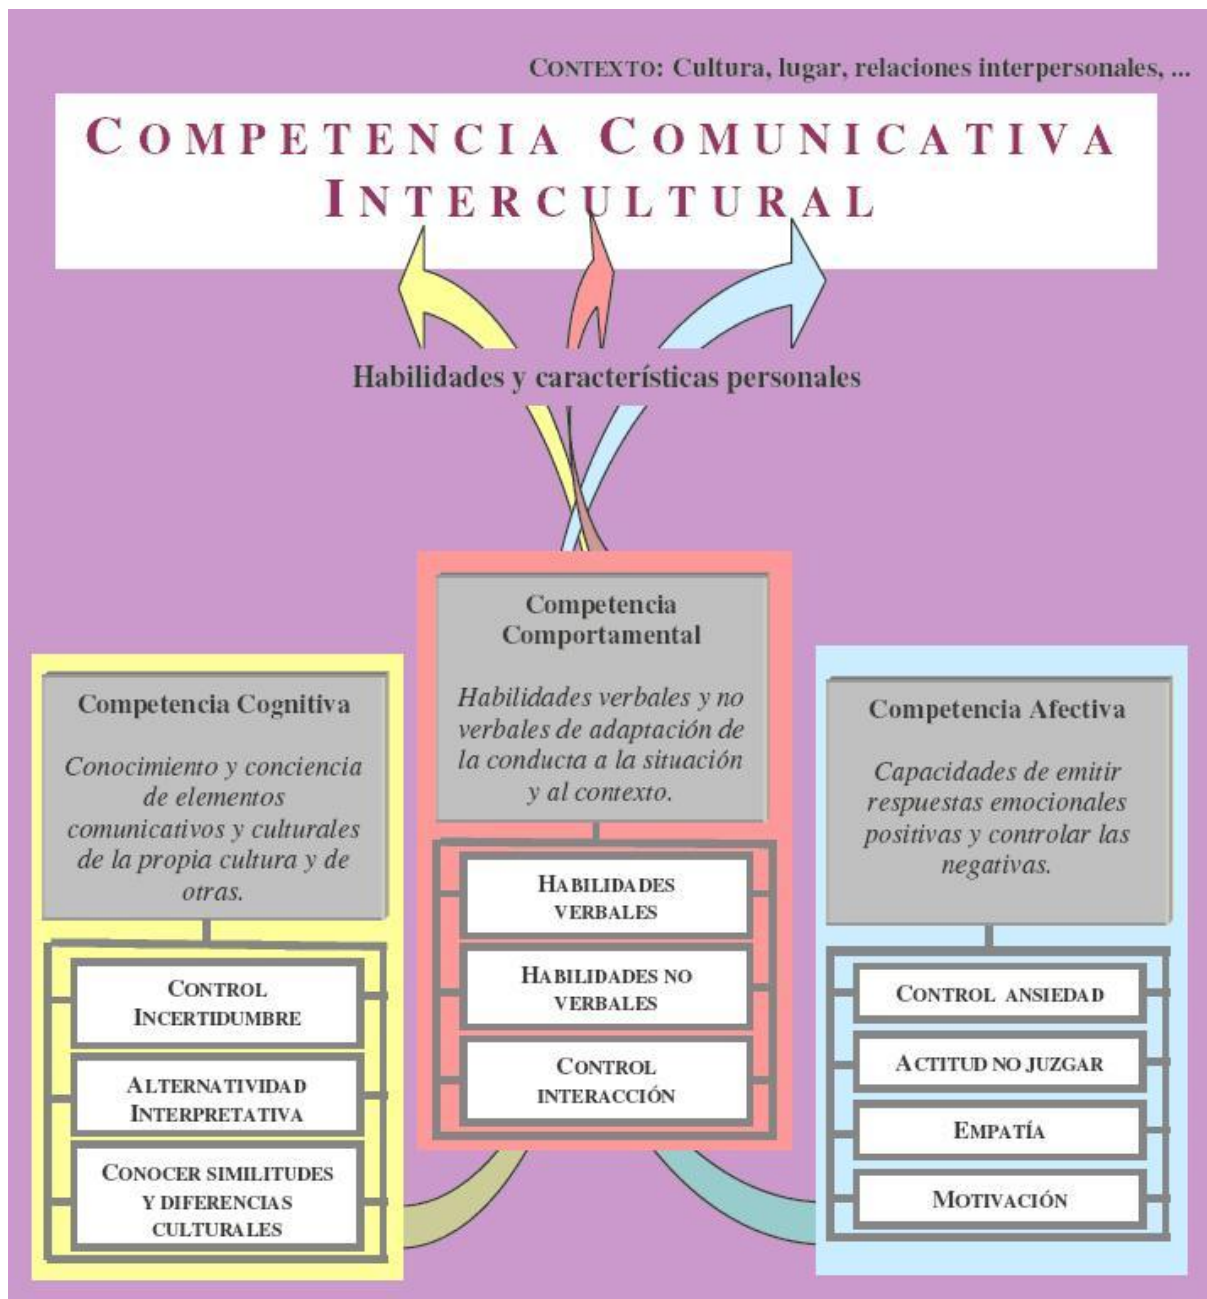 CONTEXTO: Cultura, lugar, relaciones interpersonales, ...
COMPETENCIA COMUNICATIVA
INTERCULTURAL
Habilidades y características personales
Competencia Cognitiva
Conocimiento y conciencia
de elementos
comunicativos y culturales
de la propia cultura y de
otras.
CONTROL
INCERTIDUMBRE
ALTERNATIVIDAD
INTERPRETATIVA
CONOCER SIMILITUDES
Y DIFERENCIAS
CULTURALES
Competencia
Comportamental
Habilidades verbales y no
verbales de adaptación de
la conducta a la situación
y al contexto.
HABILIDADES
VERBALES
HABILIDADES NO
VERBALES
CONTROL
INTERACCIÓN
Competencia Afectiva
Capacidades de emitir
respuestas emocionales
positivas y controlar las
negativas.
CONTROL ANSIEDAD
ACTITUD NO JUZGAR
EMPATÍA
MOTIVACIÓN